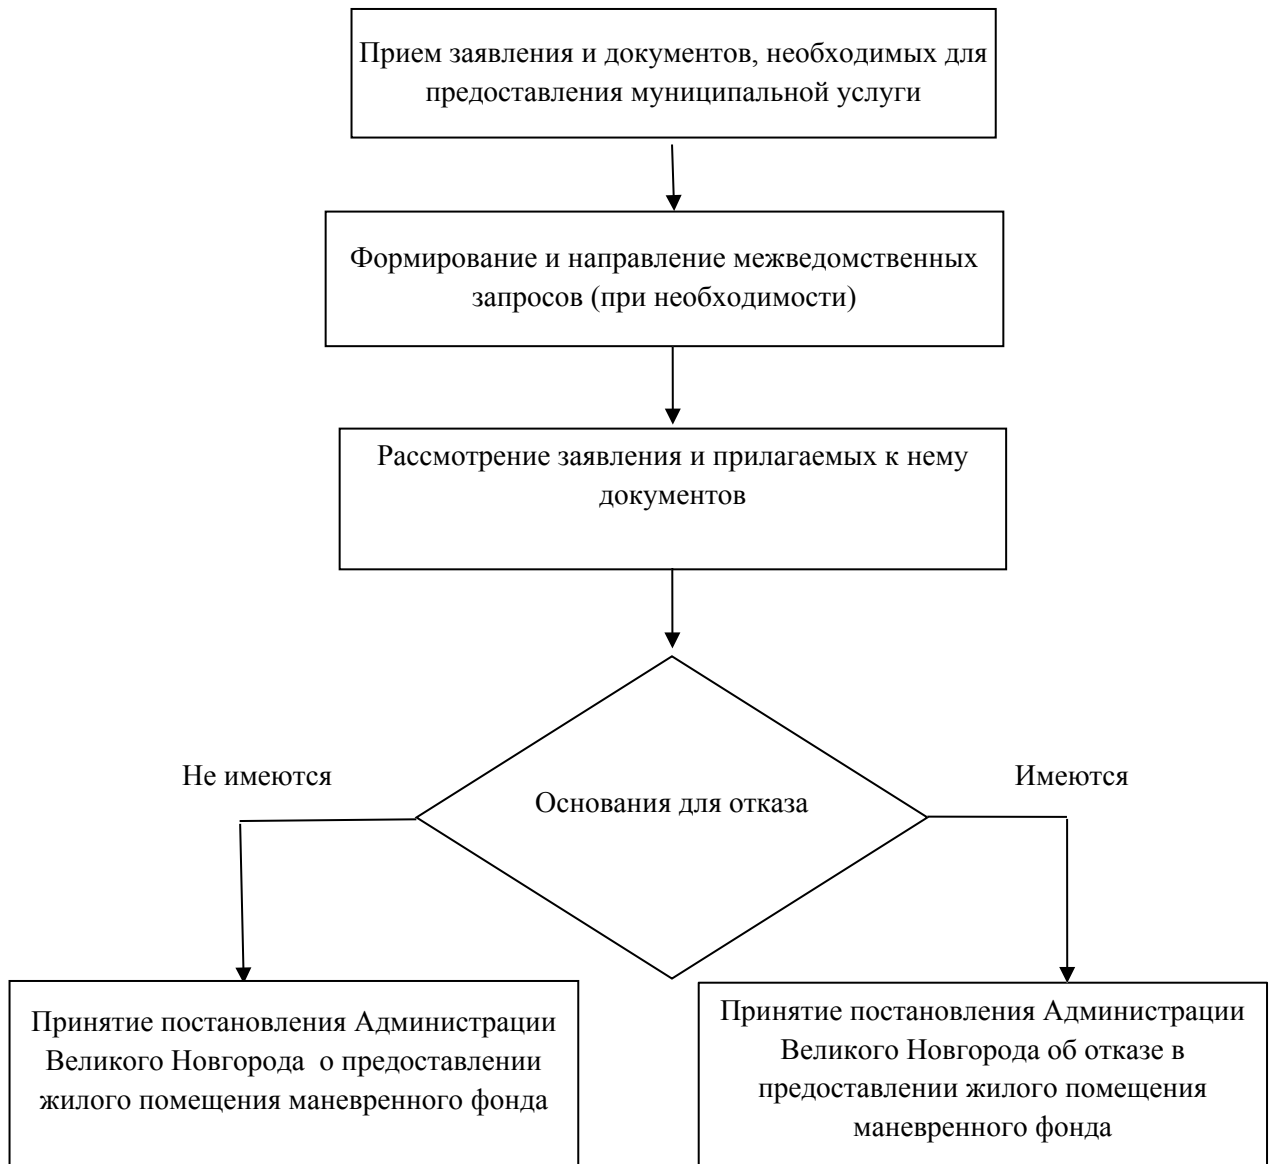 Прием заявления и документов, необходимых для
предоставления муниципальной услуги
Формирование и направление межведомственных
запросов (при необходимости)
Рассмотрение заявления и прилагаемых к нему
документов
Не имеются
Имеются
Основания для отказа
Принятие постановления Администрации
Великого Новгорода о предоставлении
жилого помещения маневренного фонда
Принятие постановления Администрации
Великого Новгорода об отказе в
предоставлении жилого помещения
маневренного фонда